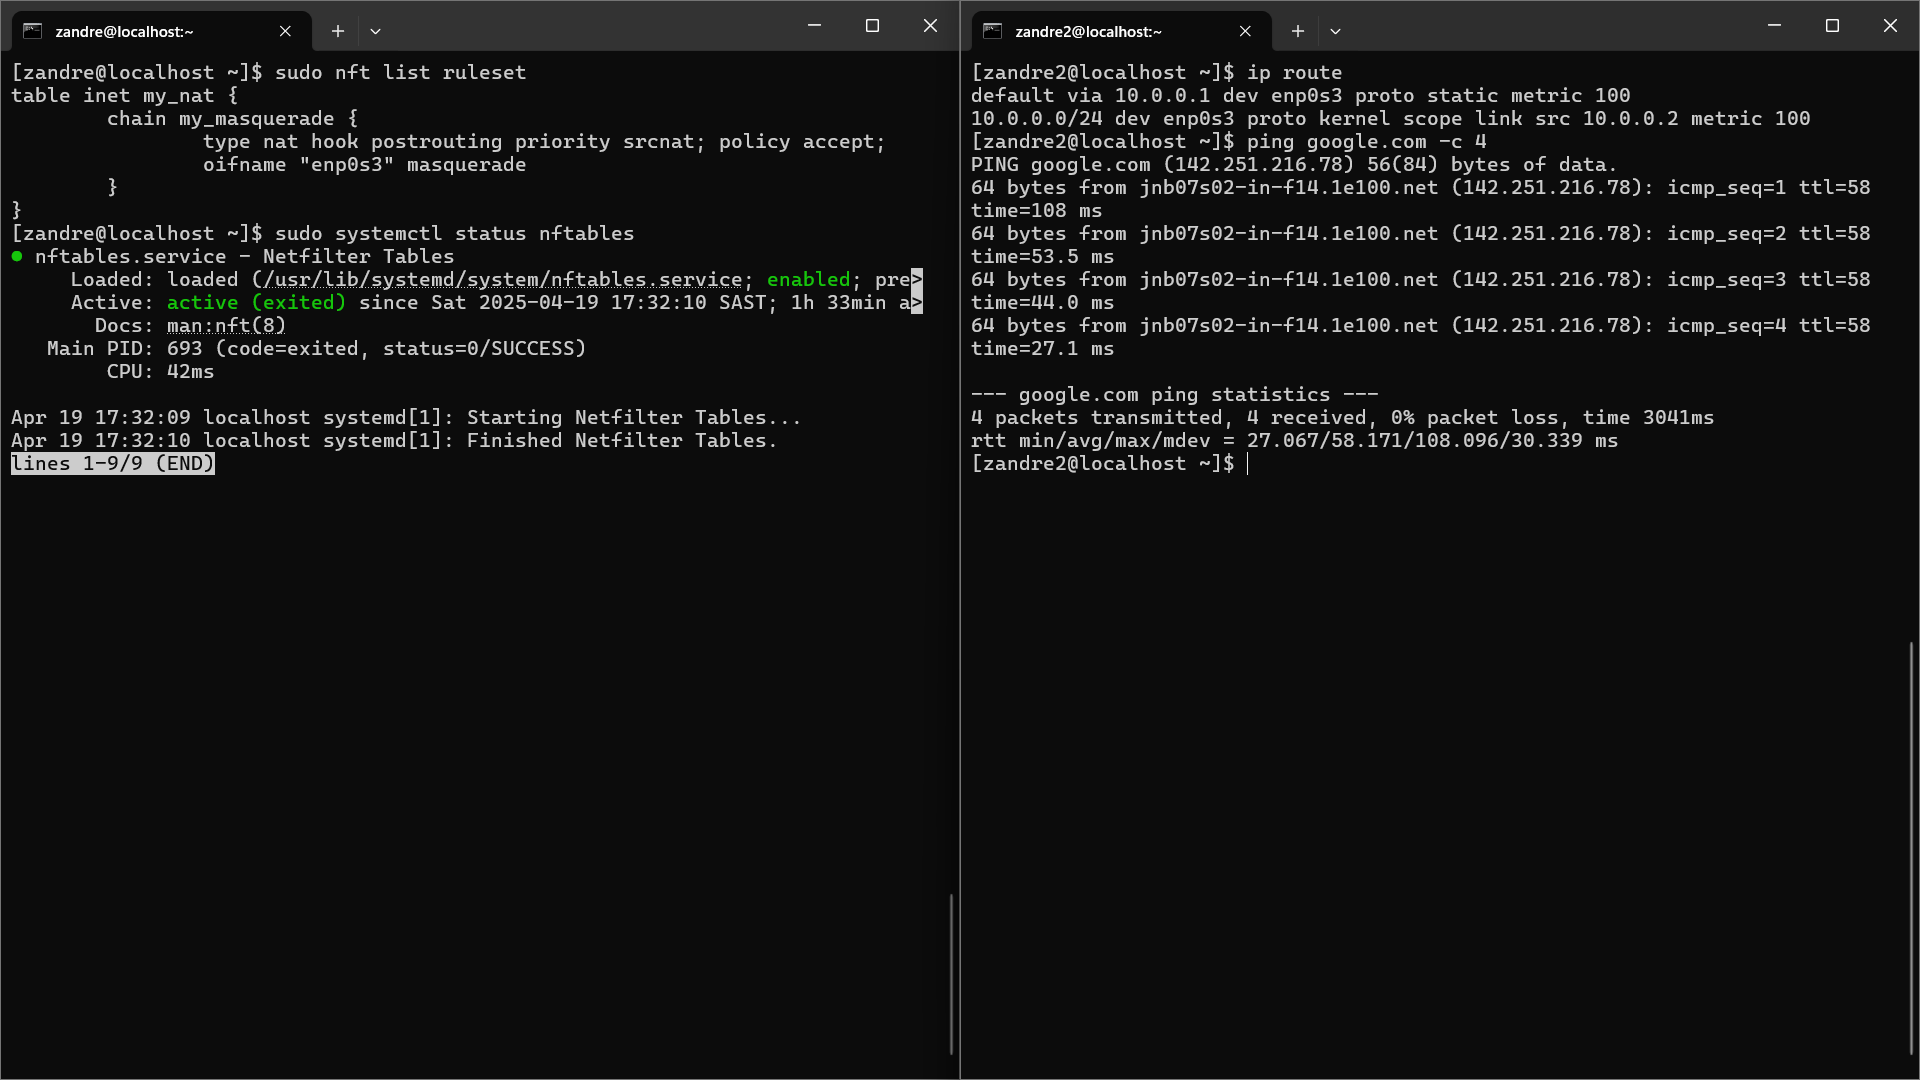 zandre@localhost:~
[zandre@localhost ~]$ sudo nft list ruleset
table inet my_nat {
        chain my_masquerade {
                type nat hook postrouting priority srcnat; policy accept;
                oifname "enp0s3" masquerade
        }
}
[zandre@localhost ~]$ sudo systemctl status nftables
● nftables.service - Netfilter Tables
     Loaded: loaded (/usr/lib/systemd/system/nftables.service; enabled; pre>
     Active: active (exited) since Sat 2025-04-19 17:32:10 SAST; 1h 33min a>
       Docs: man:nft(8)
   Main PID: 693 (code=exited, status=0/SUCCESS)
        CPU: 42ms

Apr 19 17:32:09 localhost systemd[1]: Starting Netfilter Tables...
Apr 19 17:32:10 localhost systemd[1]: Finished Netfilter Tables.
lines 1-9/9 (END)
zandre2@localhost:~
[zandre2@localhost ~]$ ip route
default via 10.0.0.1 dev enp0s3 proto static metric 100
10.0.0.0/24 dev enp0s3 proto kernel scope link src 10.0.0.2 metric 100
[zandre2@localhost ~]$ ping google.com -c 4
PING google.com (142.251.216.78) 56(84) bytes of data.
64 bytes from jnb07s02-in-f14.1e100.net (142.251.216.78): icmp_seq=1 ttl=58
time=108 ms
64 bytes from jnb07s02-in-f14.1e100.net (142.251.216.78): icmp_seq=2 ttl=58
time=53.5 ms
64 bytes from jnb07s02-in-f14.1e100.net (142.251.216.78): icmp_seq=3 ttl=58
time=44.0 ms
64 bytes from jnb07s02-in-f14.1e100.net (142.251.216.78): icmp_seq=4 ttl=58
time=27.1 ms

--- google.com ping statistics ---
4 packets transmitted, 4 received, 0% packet loss, time 3041ms
rtt min/avg/max/mdev = 27.067/58.171/108.096/30.339 ms
[zandre2@localhost ~]$